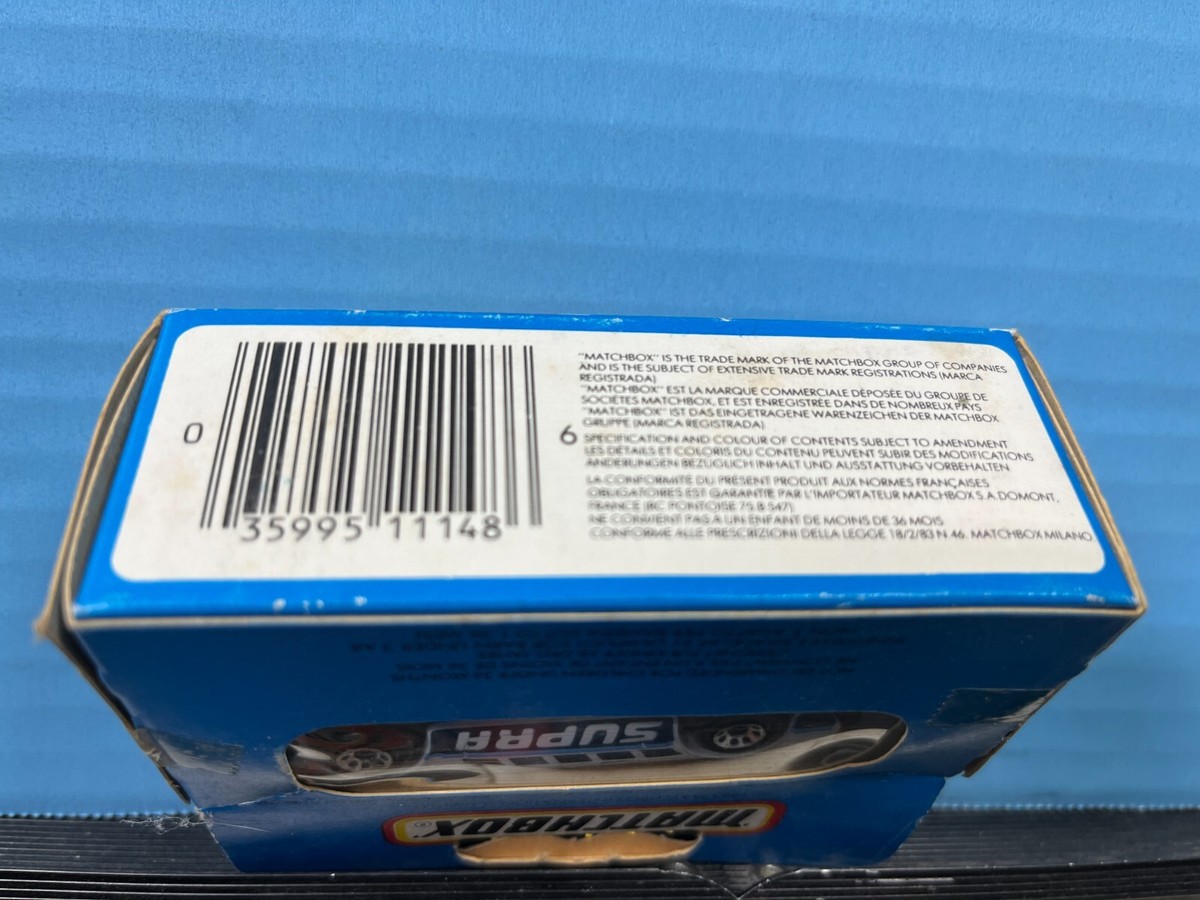 0 35995 11148 6
"MATCHBOX" IS THE TRADE MARK OF THE MATCHBOX GROUP OF COMPANIES
AND IS THE SUBJECT OF EXTENSIVE TRADE MARK REGISTRATIONS (MARCA
REGISTRADA)
"MATCHBOX" EST LA MARQUE COMMERCIALE DÉPOSÉE DU GROUPE DE
SOCIÉTÉS MATCHBOX, ET EST ENREGISTRÉE DANS DE NOMBREUX PAYS
"MATCHBOX" IST DAS EINGETRAGENE WARENZEICHEN DER MATCHBOX
GRUPPE (MARCA REGISTRADA)
SPECIFICATION AND COLOUR OF CONTENTS SUBJECT TO AMENDMENT
LES DÉTAILS ET COLORIS DU CONTENU PEUVENT SUBIR DES MODIFICATIONS
ÄNDERUNGEN BEZÜGLICH INHALT UND AUSSTATTUNG VORBEHALTEN
LA CONFORMITÉ DU PRÉSENT PRODUIT AUX NORMES FRANÇAISES
OBLIGATOIRES EST GARANTIE PAR L'IMPORTATEUR MATCHBOX S.A. DOMONT,
FRANCE (RC PONTOISE 75 B 547)
NE CONVIENT PAS A UN ENFANT DE MOINS DE 36 MOIS
CONFORME ALLE PRESCRIZIONI DELLA LEGGE 18/2/83 N 46. MATCHBOX MILANO
SUPRA
"MATCHBOX"®